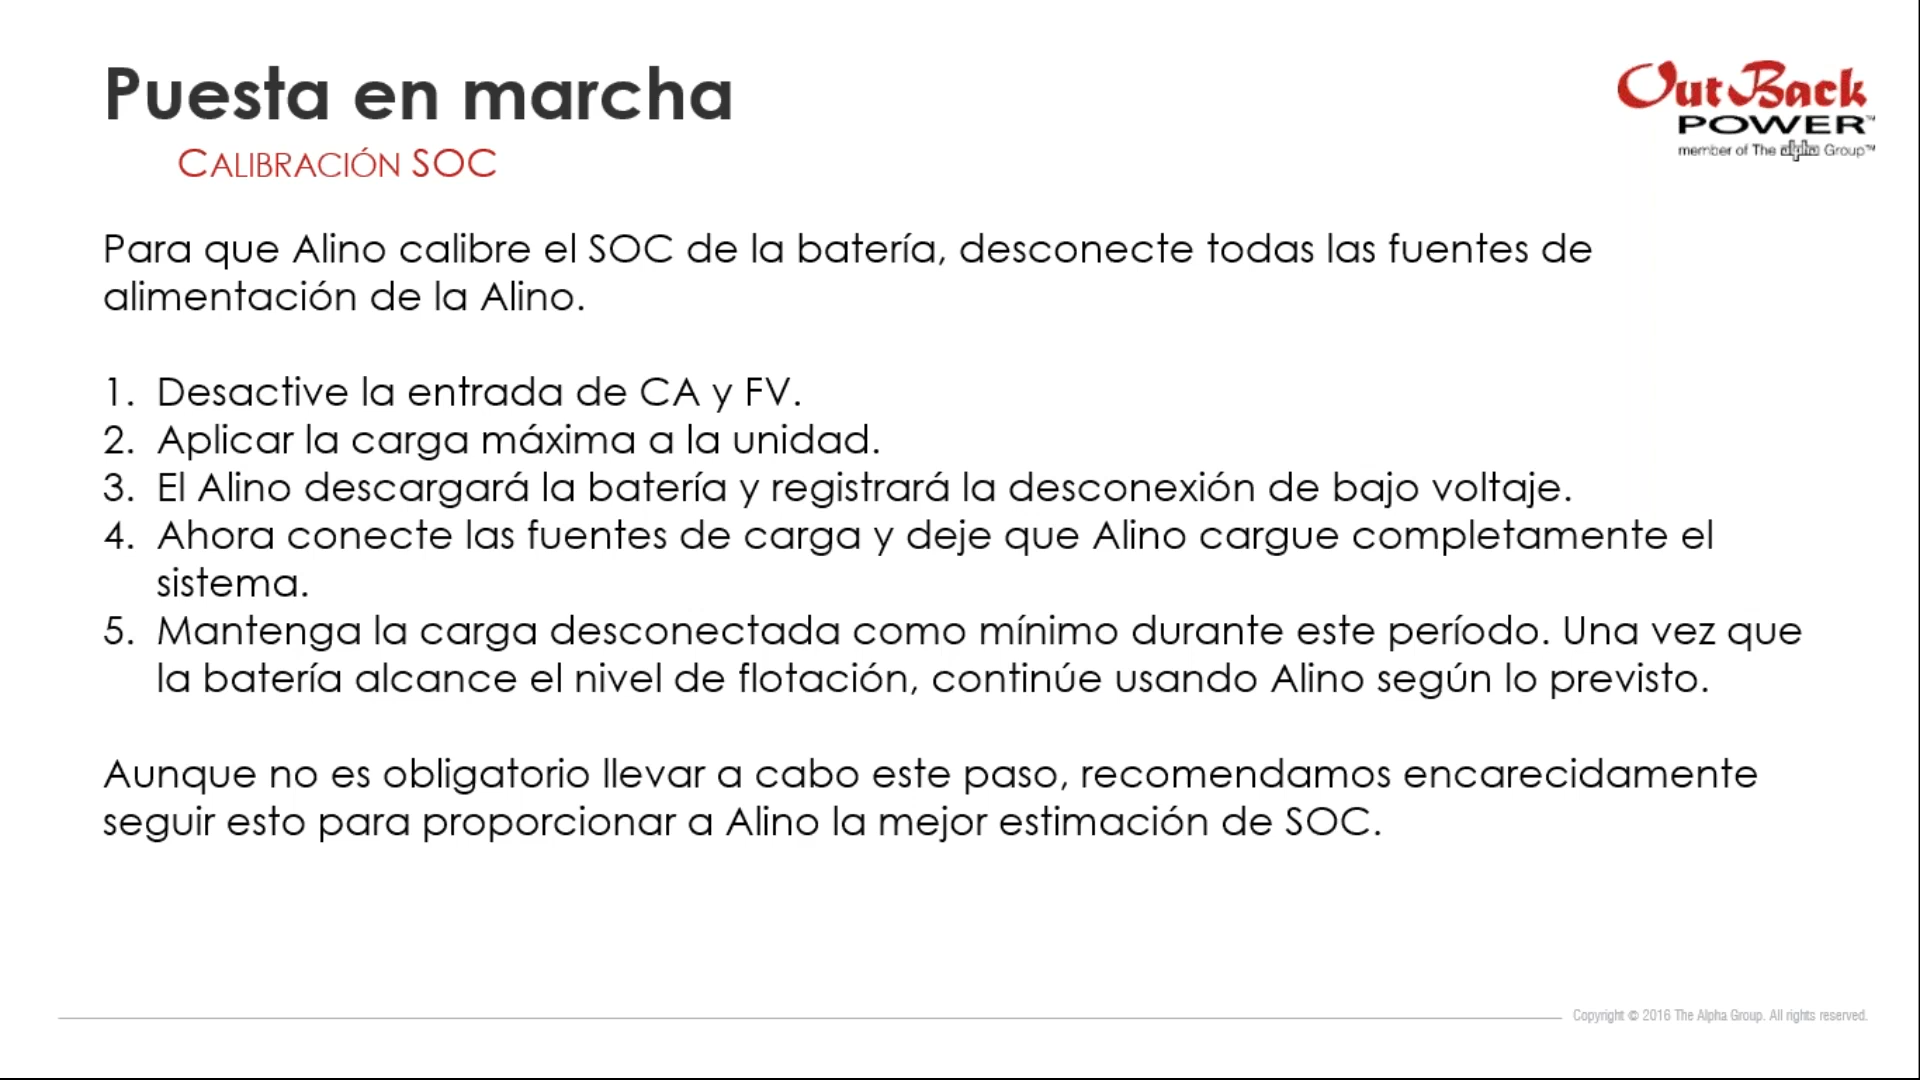 Puesta en marcha
CALIBRACIÓN SOC
OutBack
POWER™
member of The alpha Group™
Para que Alino calibre el SOC de la batería, desconecte todas las fuentes de
alimentación de la Alino.
1. Desactive la entrada de CA y FV.
2. Aplicar la carga máxima a la unidad.
3. El Alino descargará la batería y registrará la desconexión de bajo voltaje.
4. Ahora conecte las fuentes de carga y deje que Alino cargue completamente el
sistema.
5. Mantenga la carga desconectada como mínimo durante este período. Una vez que
la batería alcance el nivel de flotación, continúe usando Alino según lo previsto.
Aunque no es obligatorio llevar a cabo este paso, recomendamos encarecidamente
seguir esto para proporcionar a Alino la mejor estimación de SOC.
Copyright © 2016 The Alpha Group. All rights reserved.